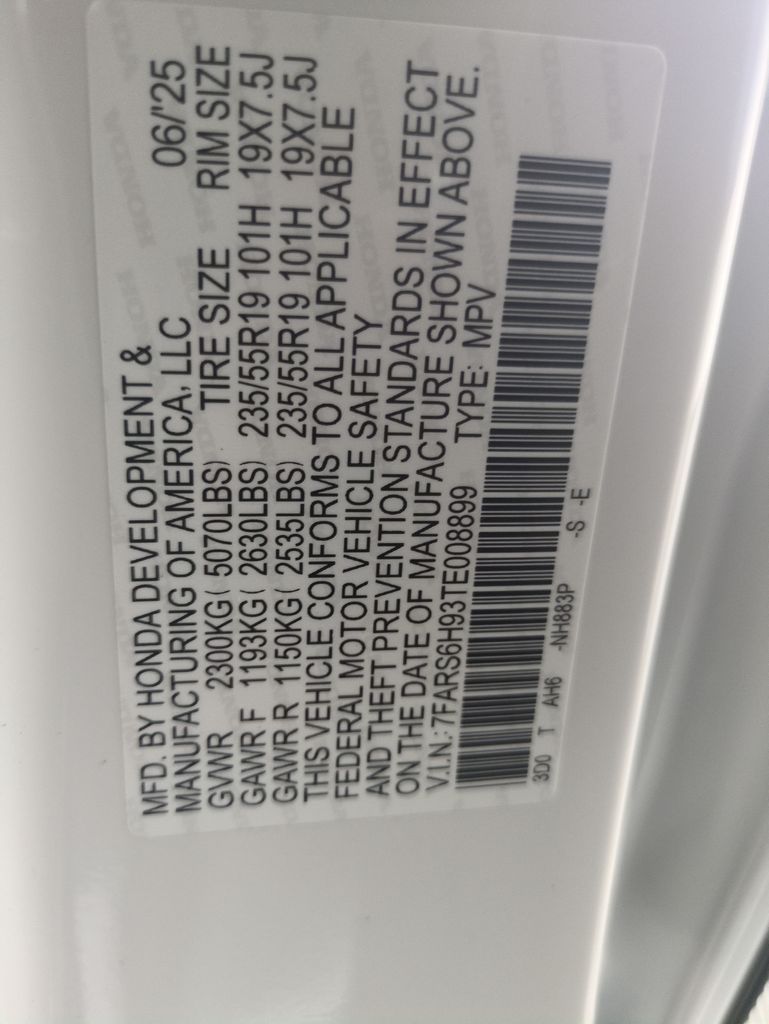 MFD. BY HONDA DEVELOPMENT &
MANUFACTURING OF AMERICA, LLC 06/'25
GVWR 2300KG( 5070LBS) TIRE SIZE RIM SIZE
GAWR F 1193KG( 2630LBS) 235/55R19 101H 19X7.5J
GAWR R 1150KG( 2535LBS) 235/55R19 101H 19X7.5J
THIS VEHICLE CONFORMS TO ALL APPLICABLE
FEDERAL MOTOR VEHICLE SAFETY
AND THEFT PREVENTION STANDARDS IN EFFECT
ON THE DATE OF MANUFACTURE SHOWN ABOVE.
V.I.N.:7FARS6H93TE008899 TYPE: MPV
3D0 T AH6 -NH883P -S -E